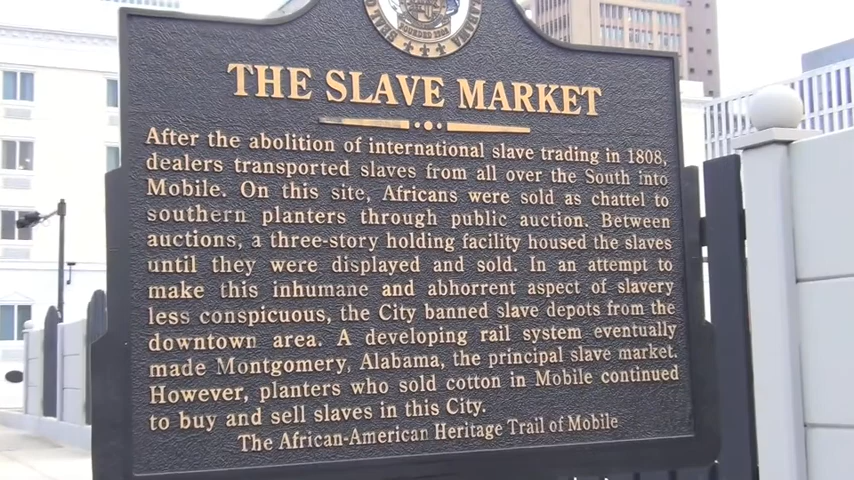 THE SLAVE MARKET
After the abolition of international slave trading in 1808,
dealers transported slaves from all over the South into
Mobile. On this site, Africans were sold as chattel to
southern planters through public auction. Between
auctions, a three-story holding facility housed the slaves
until they were displayed and sold. In an attempt to
make this inhumane and abhorrent aspect of slavery
less conspicuous, the City banned slave depots from the
downtown area. A developing rail system eventually
made Montgomery, Alabama, the principal slave market.
However, planters who sold cotton in Mobile continued
to buy and sell slaves in this City.
The African-American Heritage Trail of Mobile